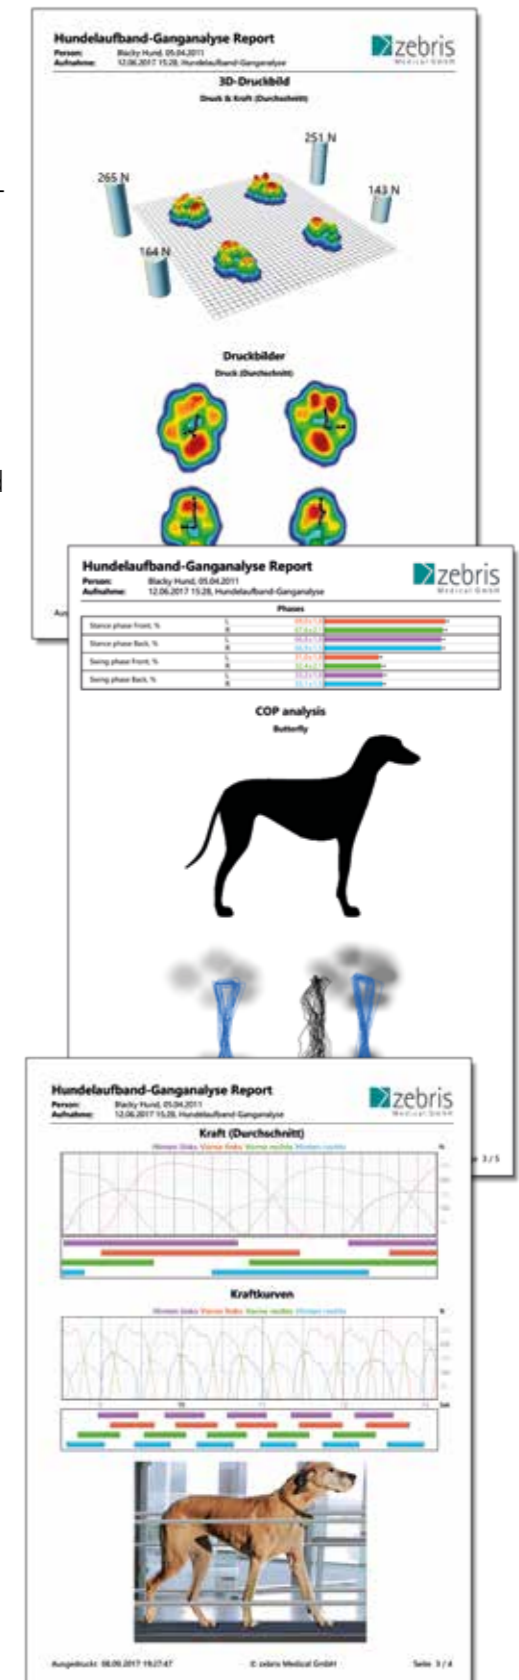 Hundelaufband-Ganganalyse Report
zebris
Medical GmbH
Person: Blacky Hund, 05.04.2011
Aufnahme: 12.06.2017 15:28, Hundelaufband-Ganganalyse
3D-Druckbild
Druck & Kraft (Durchschnitt)
251 N
265 N
143 N
164 N
Druckbilder
Druck (Durchschnitt)
Hundelaufband-Ganganalyse Report
zebris
Medical GmbH
Person: Blacky Hund, 05.04.2011
Aufnahme: 12.06.2017 15:28, Hundelaufband-Ganganalyse
Phases
Stance phase Front, % L
R
Stance phase Back, % L
R
Swing phase Front, % L
R
Swing phase Back, % L
R
COP analysis
Butterfly
3 / 5
Hundelaufband-Ganganalyse Report
zebris
Medical GmbH
Person: Blacky Hund, 05.04.2011
Aufnahme: 12.06.2017 15:28, Hundelaufband-Ganganalyse
Kraft (Durchschnitt)
Hinten links Vorne links Vorne rechts Hinten rechts
N
Kraftkurven
Hinten links Vorne links Vorne rechts Hinten rechts
N
10
Ausgedruckt: 08.09.2017 19:27:47 © zebris Medical GmbH Seite 3 / 4